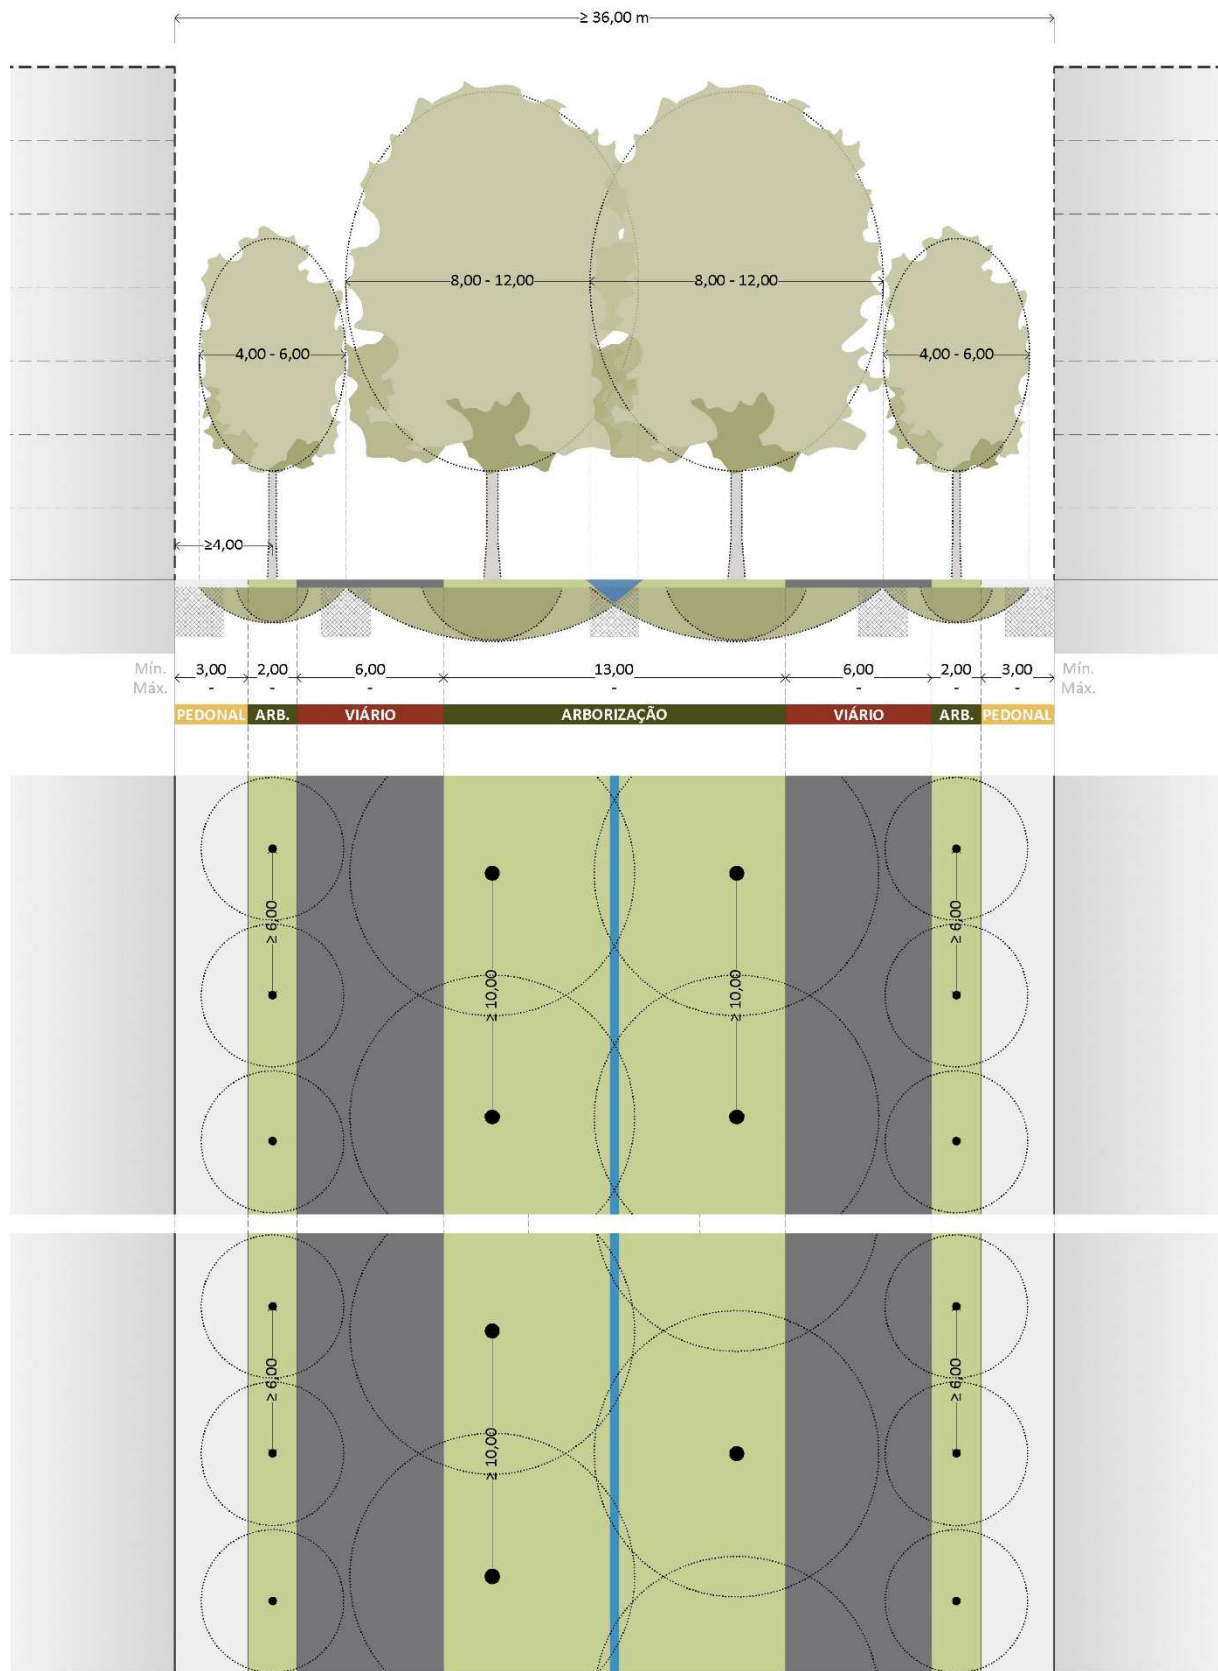 ≥ 36,00 m
8,00 - 12,00 8,00 - 12,00
4,00 - 6,00 4,00 - 6,00
≥4,00
Mín. 3,00 2,00 6,00 13,00 6,00 2,00 3,00 Mín.
Máx. - - - - - - - Máx.
PEDONAL ARB. VIÁRIO ARBORIZAÇÃO VIÁRIO ARB. PEDONAL
≥ 6,00
≥ 10,00
≥ 10,00
≥ 6,00
≥ 6,00
≥ 10,00
≥ 6,00